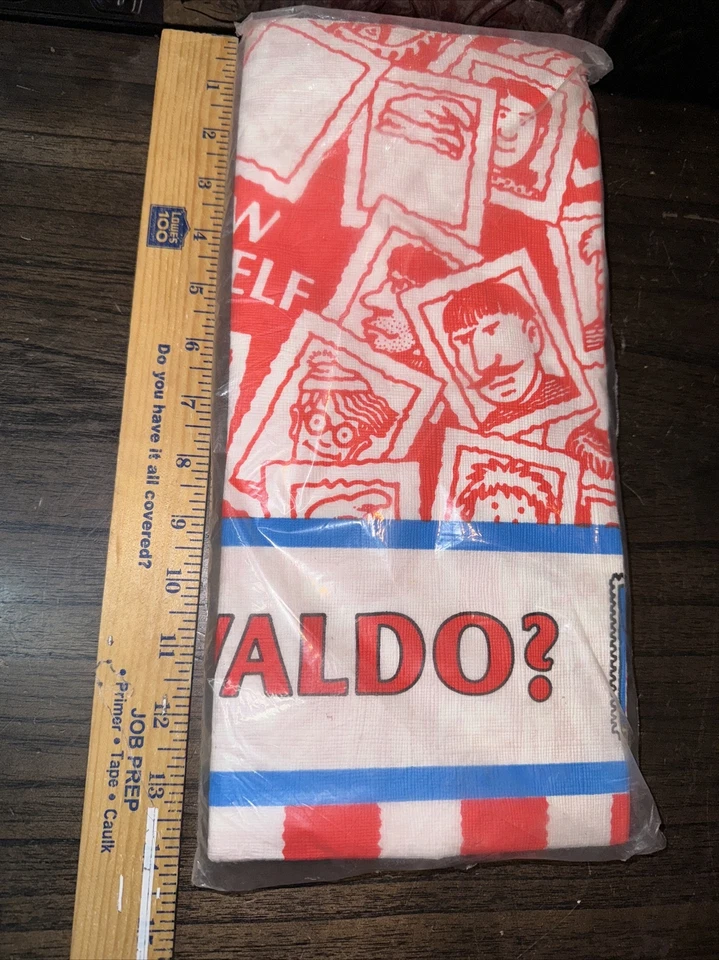 1
2
3
4
5
6
7
8
9
10
11
12
13
LOWE'S
100
Do you have it all covered?
JOB PREP
• Primer • Tape • Caulk
W
ELF
WALDO?